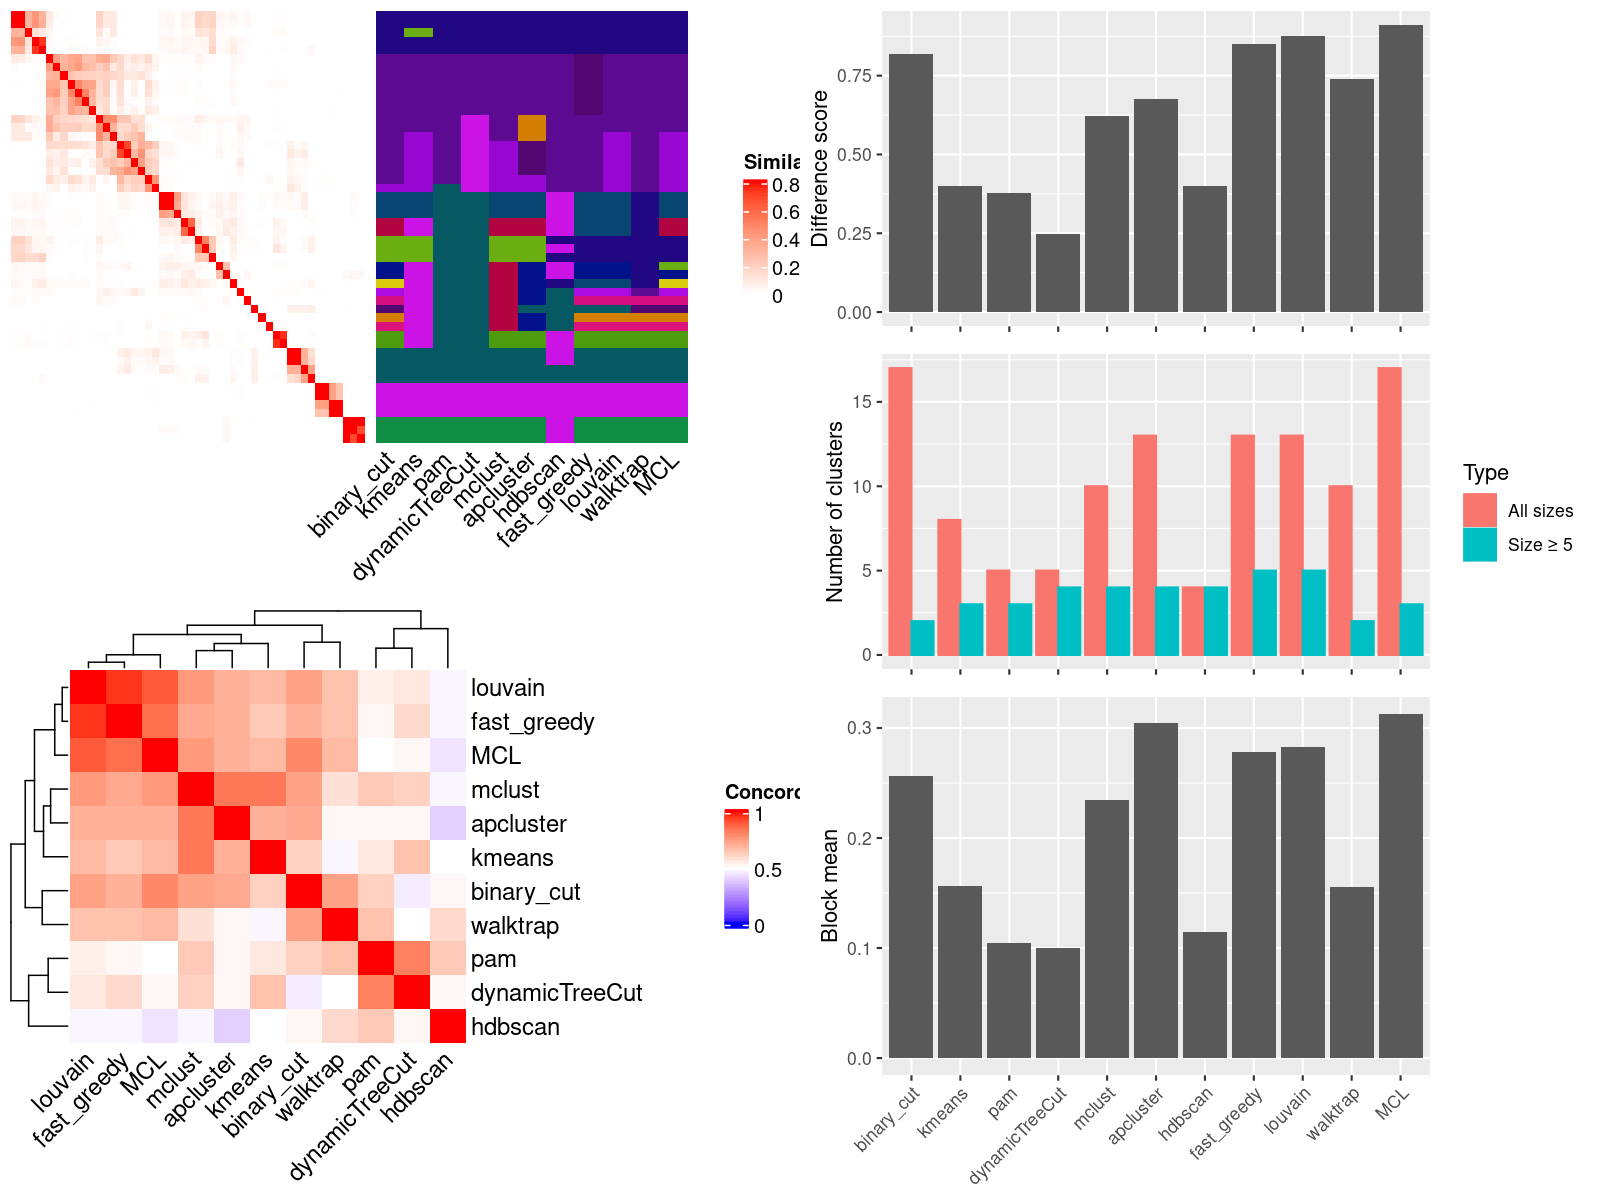 Simila
0.8
0.6
0.4
0.2
0
binary_cut
kmeans
pam
dynamicTreeCut
mclust
apcluster
hdbscan
fast_greedy
louvain
walktrap
MCL
louvain
fast_greedy
MCL
mclust
apcluster
kmeans
binary_cut
walktrap
pam
dynamicTreeCut
hdbscan
louvain
fast_greedy
MCL
mclust
apcluster
kmeans
binary_cut
walktrap
pam
dynamicTreeCut
hdbscan
Concord
1
0.5
0
Difference score
0.75
0.50
0.25
0.00
Number of clusters
15
10
5
0
Type
All sizes
Size ≥ 5
Block mean
0.3
0.2
0.1
0.0
binary_cut
kmeans
pam
dynamicTreeCut
mclust
apcluster
hdbscan
fast_greedy
louvain
walktrap
MCL